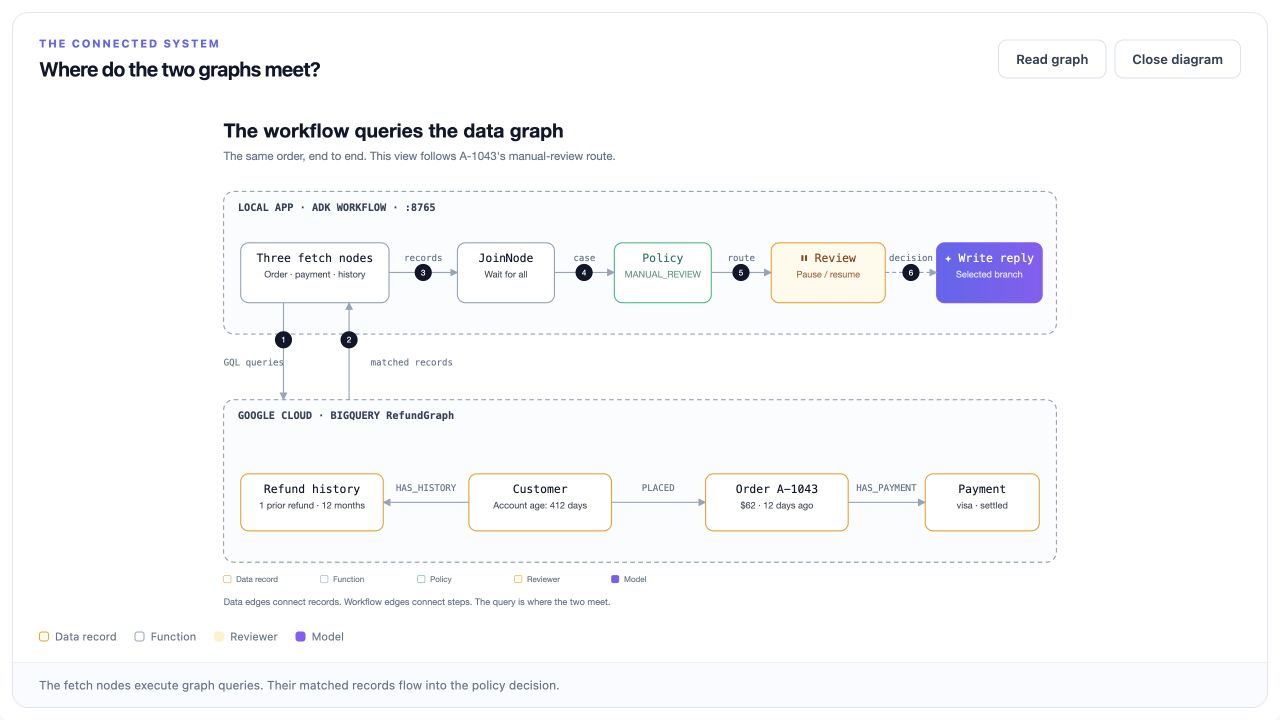 THE CONNECTED SYSTEM
Where do the two graphs meet?
Read graph
Close diagram
The workflow queries the data graph
The same order, end to end. This view follows A-1043's manual-review route.
LOCAL APP · ADK WORKFLOW · :8765
Three fetch nodes
Order · payment · history
records
3
JoinNode
Wait for all
case
4
Policy
MANUAL_REVIEW
route
5
⏸ Review
Pause / resume
decision
6
✦ Write reply
Selected branch
1
2
GQL queries
matched records
GOOGLE CLOUD · BIGQUERY RefundGraph
Refund history
1 prior refund · 12 months
HAS_HISTORY
Customer
Account age: 412 days
PLACED
Order A-1043
$62 · 12 days ago
HAS_PAYMENT
Payment
visa · settled
Data record
Function
Policy
Reviewer
Model
Data edges connect records. Workflow edges connect steps. The query is where the two meet.
Data record
Function
Reviewer
Model
The fetch nodes execute graph queries. Their matched records flow into the policy decision.